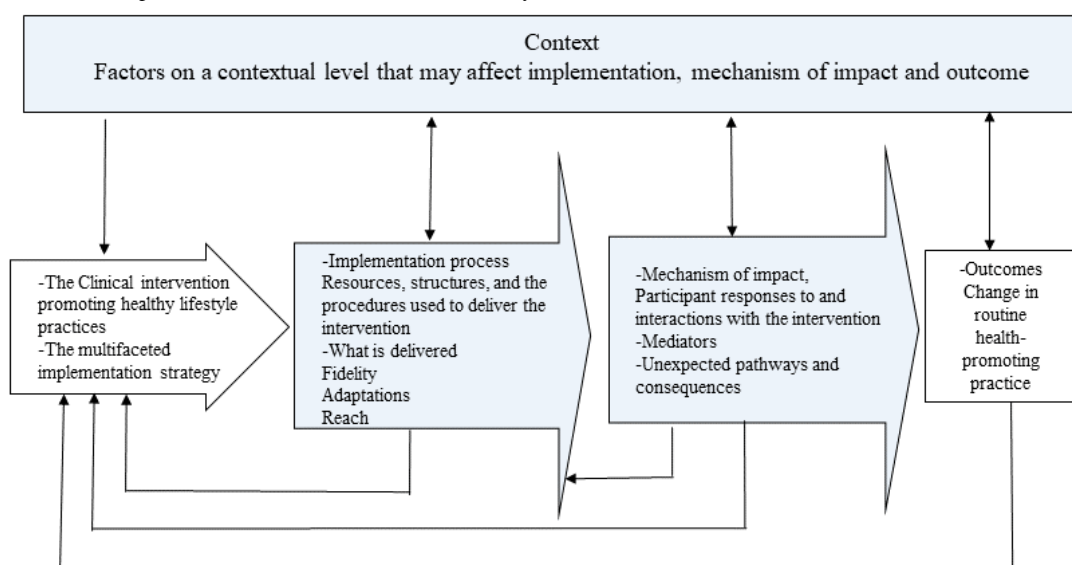 Context
Factors on a contextual level that may affect implementation, mechanism of impact and outcome
-The Clinical intervention
promoting healthy lifestyle
practices
-The multifaceted
implementation strategy
-Implementation process
Resources, structures, and the
procedures used to deliver the
intervention
-What is delivered
Fidelity
Adaptations
Reach
-Mechanism of impact,
Participant responses to and
interactions with the intervention
-Mediators
-Unexpected pathways and
consequences
-Outcomes
Change in
routine
health-
promoting
practice